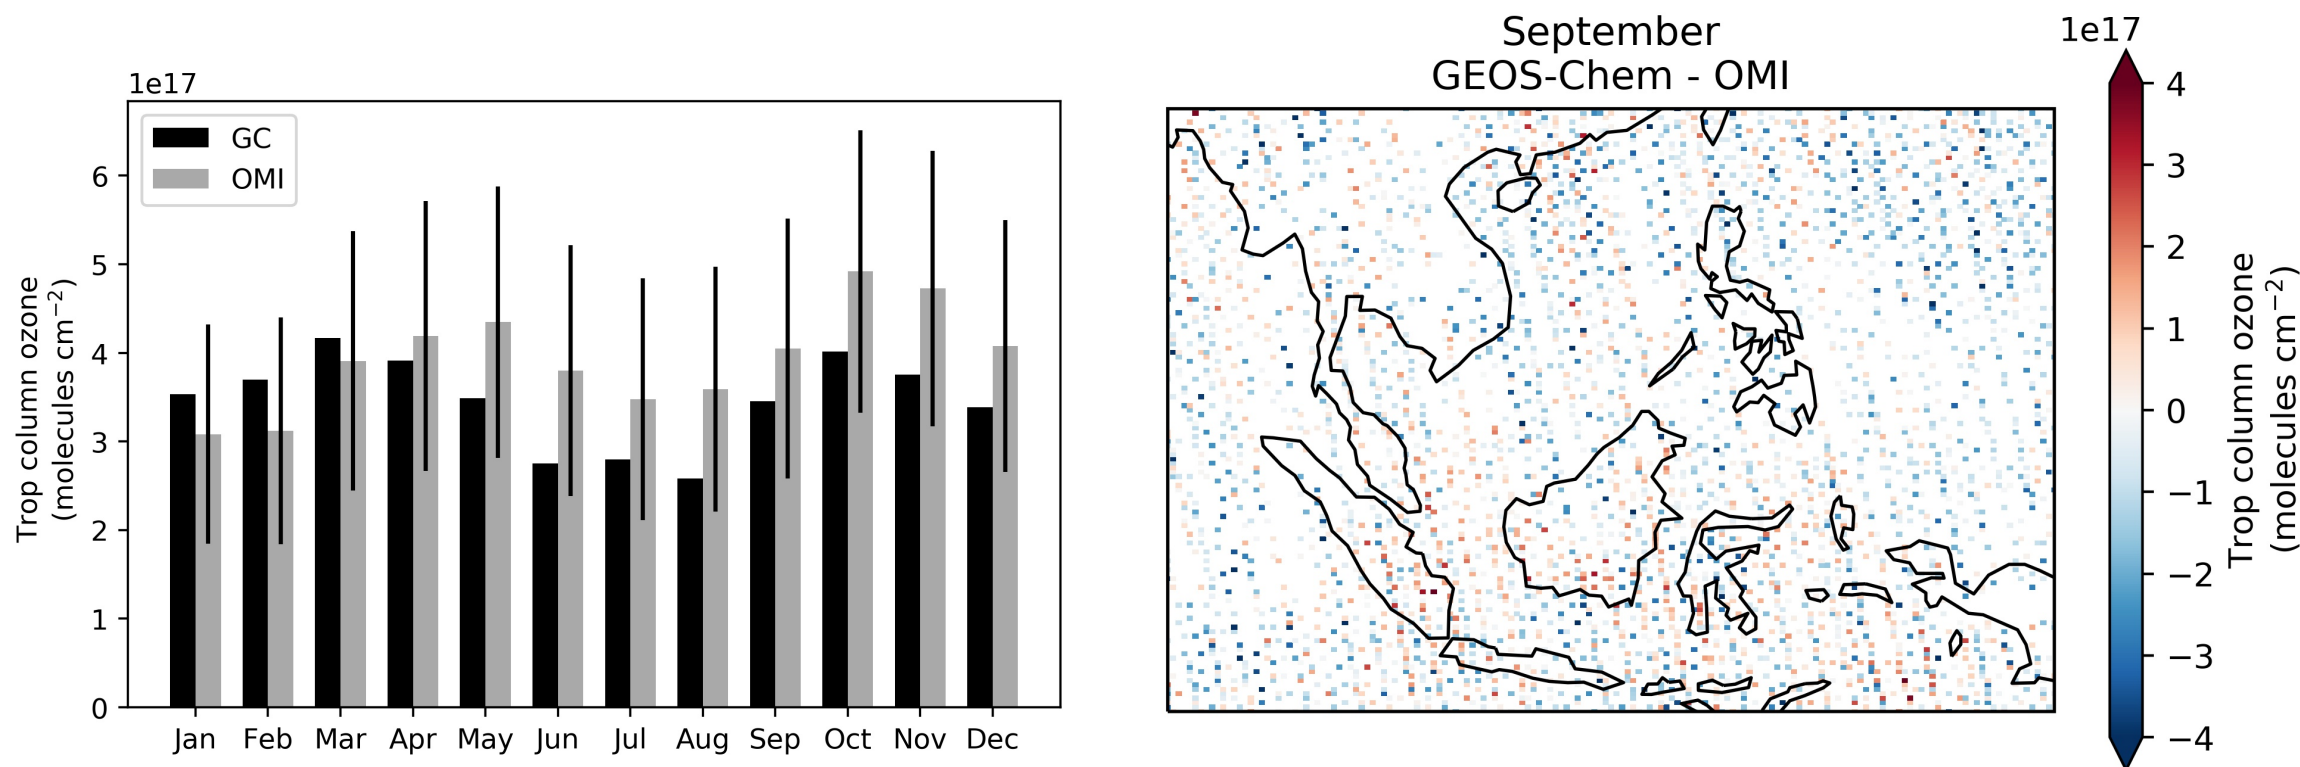 1e17
GC
OMI
6
5
4
3
2
1
0
Trop column ozone
(molecules cm⁻²)
Jan Feb Mar Apr May Jun Jul Aug Sep Oct Nov Dec
September
GEOS-Chem - OMI
1e17
4
3
2
1
0
−1
−2
−3
−4
Trop column ozone
(molecules cm⁻²)